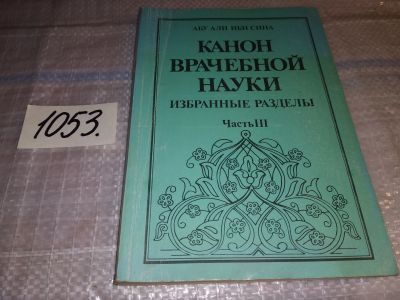 АБУ АЛИ ИБН СИНА
КАНОН
ВРАЧЕБНОЙ
НАУКИ
ИЗБРАННЫЕ РАЗДЕЛЫ
Часть III
1053.